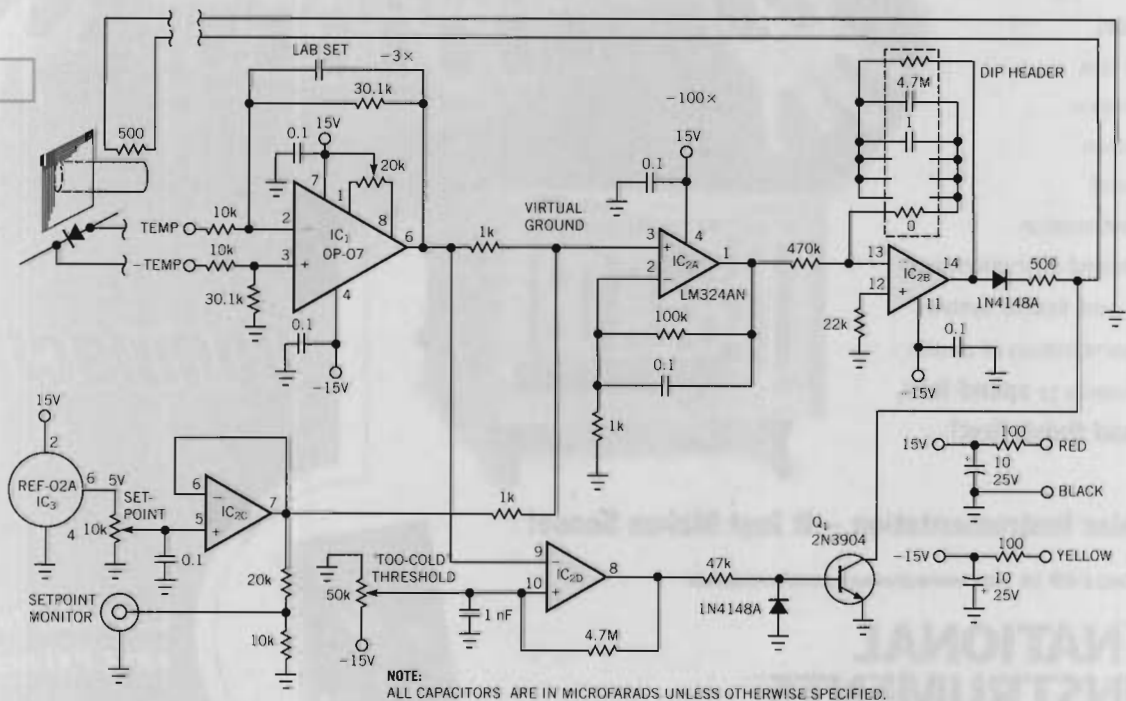 LAB SET
−3×
30.1k
500
0.1
15V
20k
7
1
8
TEMP
10k
2
−
IC1
OP-07
6
−TEMP
10k
3
+
30.1k
4
0.1
−15V
1k
VIRTUAL
GROUND
−100×
15V
0.1
3
+
4
IC2A
1
2
−
LM324AN
100k
0.1
1k
470k
DIP HEADER
4.7M
1
0
13
−
14
IC2B
12
+
11
500
1N4148A
22k
0.1
−15V
15V
2
REF-02A
IC3
6
5V
4
SET-
POINT
10k
0.1
6
−
IC2C
7
5
+
1k
20k
SETPOINT
MONITOR
10k
TOO-COLD
THRESHOLD
50k
−15V
1 nF
9
−
IC2D
8
10
+
4.7M
47k
1N4148A
Q1
2N3904
15V
100
RED
+
10
25V
BLACK
−15V
100
YELLOW
10
25V
+
NOTE:
ALL CAPACITORS ARE IN MICROFARADS UNLESS OTHERWISE SPECIFIED.
NATIONAL